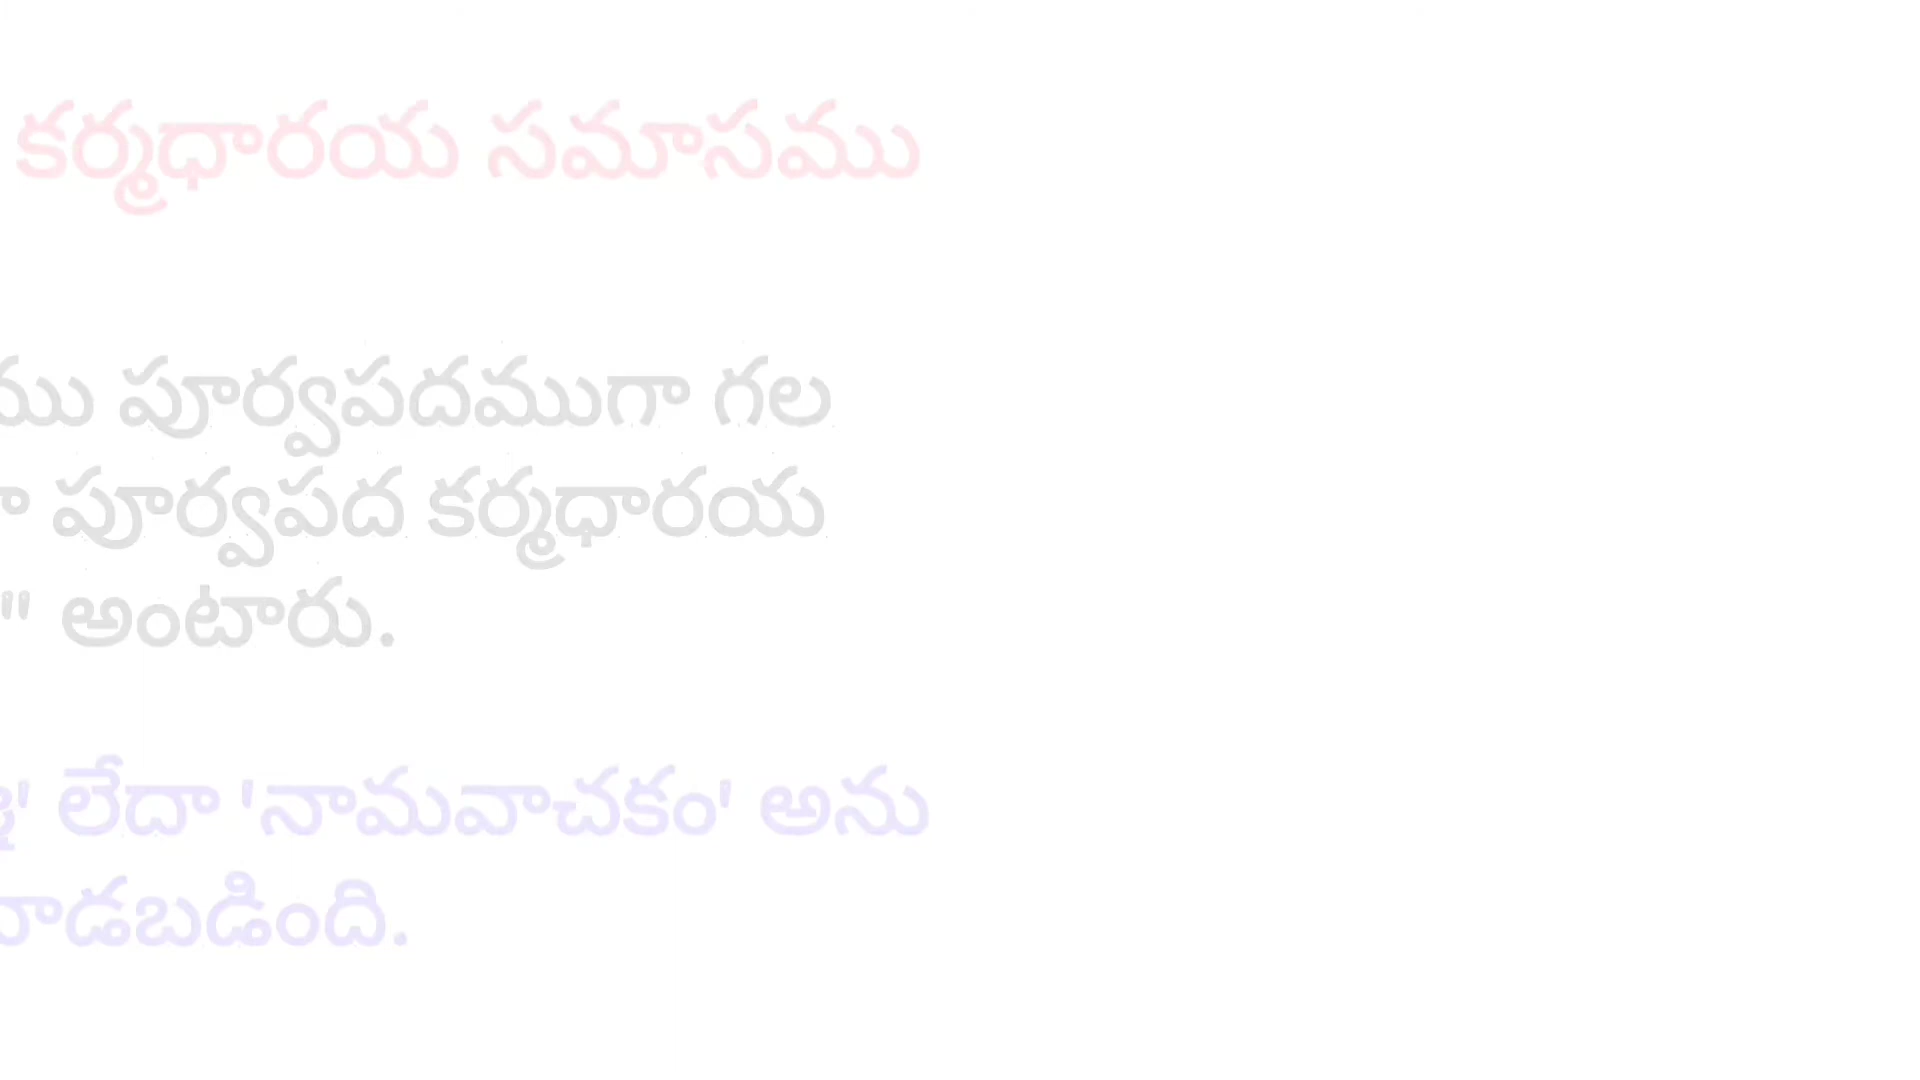 కర్మధారయ సమాసము
పూర్వపదముగా గల
పూర్వపద కర్మధారయ
" అంటారు.
' లేదా 'నామవాచకం' అను
వాడబడింది.